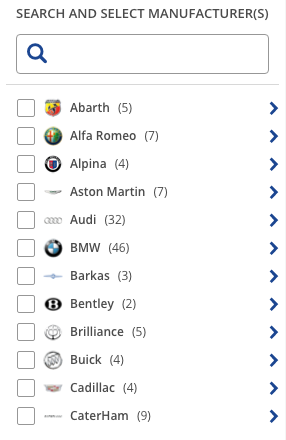 SEARCH AND SELECT MANUFACTURER(S)
Abarth (5)
Alfa Romeo (7)
Alpina (4)
Aston Martin (7)
Audi (32)
BMW (46)
Barkas (3)
Bentley (2)
Brilliance (5)
Buick (4)
Cadillac (4)
CaterHam (9)